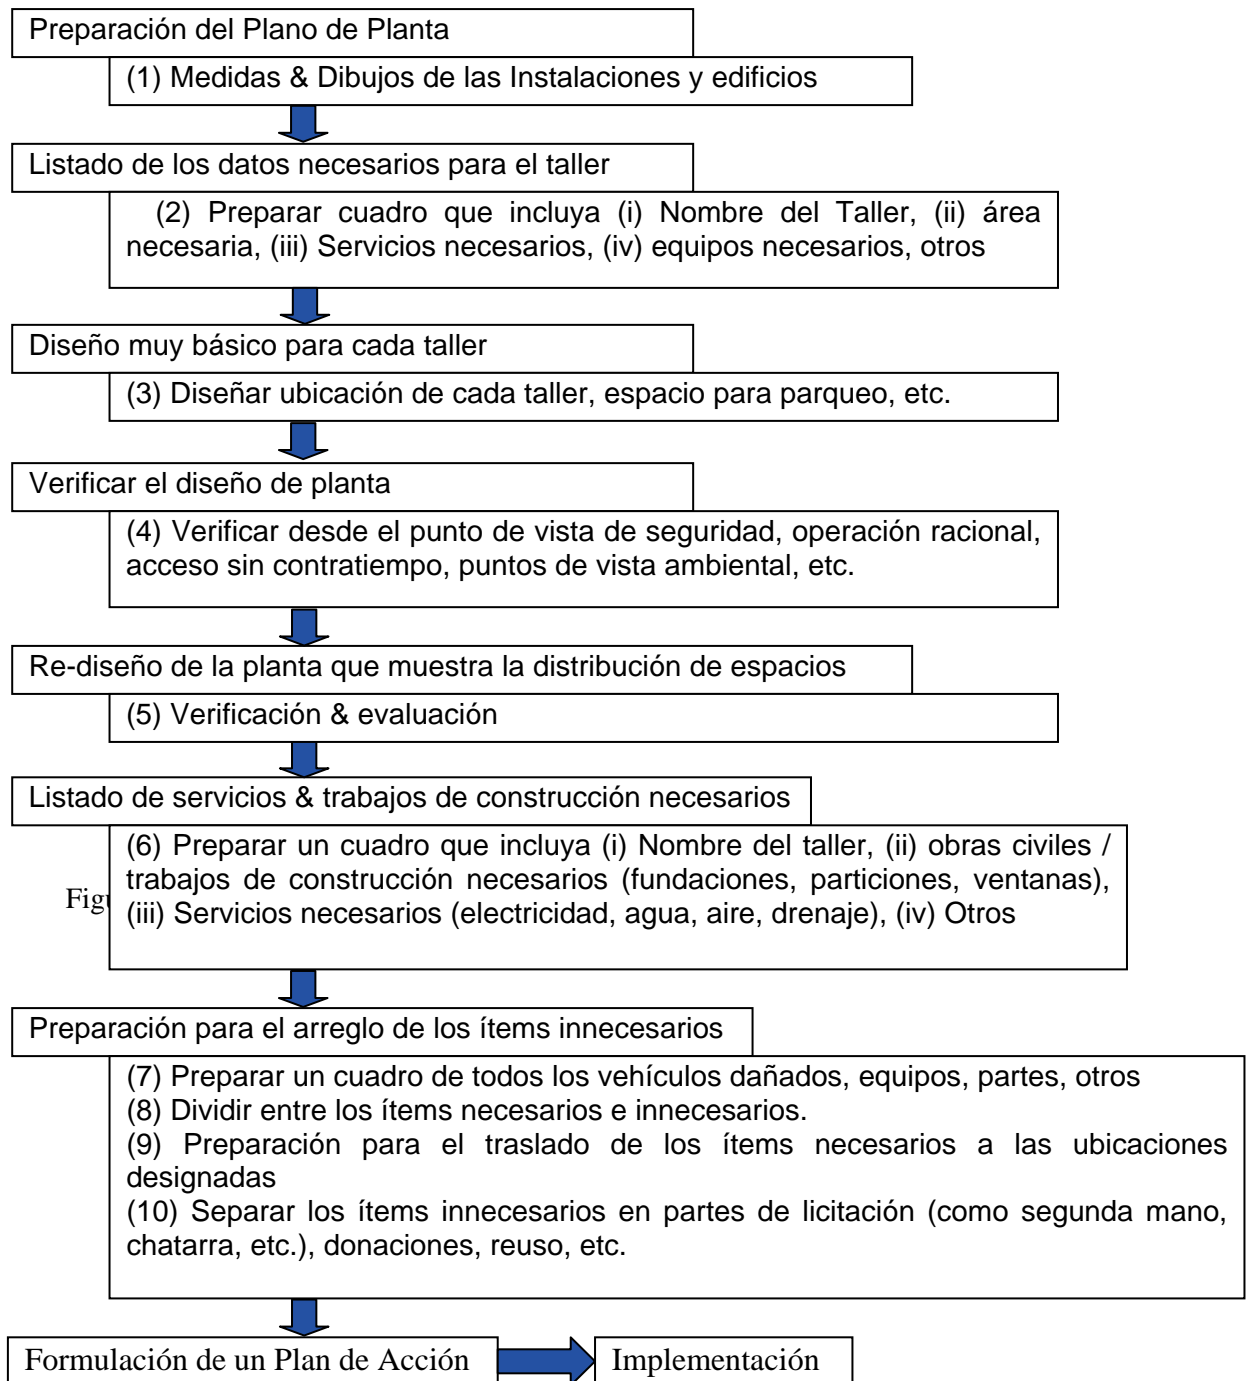 Preparación del Plano de Planta
(1) Medidas & Dibujos de las Instalaciones y edificios
Listado de los datos necesarios para el taller
(2) Preparar cuadro que incluya (i) Nombre del Taller, (ii) área
necesaria, (iii) Servicios necesarios, (iv) equipos necesarios, otros
Diseño muy básico para cada taller
(3) Diseñar ubicación de cada taller, espacio para parqueo, etc.
Verificar el diseño de planta
(4) Verificar desde el punto de vista de seguridad, operación racional,
acceso sin contratiempo, puntos de vista ambiental, etc.
Re-diseño de la planta que muestra la distribución de espacios
(5) Verificación & evaluación
Listado de servicios & trabajos de construcción necesarios
(6) Preparar un cuadro que incluya (i) Nombre del taller, (ii) obras civiles /
trabajos de construcción necesarios (fundaciones, particiones, ventanas),
(iii) Servicios necesarios (electricidad, agua, aire, drenaje), (iv) Otros
Preparación para el arreglo de los ítems innecesarios
(7) Preparar un cuadro de todos los vehículos dañados, equipos, partes, otros
(8) Dividir entre los ítems necesarios e innecesarios.
(9) Preparación para el traslado de los ítems necesarios a las ubicaciones
designadas
(10) Separar los ítems innecesarios en partes de licitación (como segunda mano,
chatarra, etc.), donaciones, reuso, etc.
Formulación de un Plan de Acción Implementación